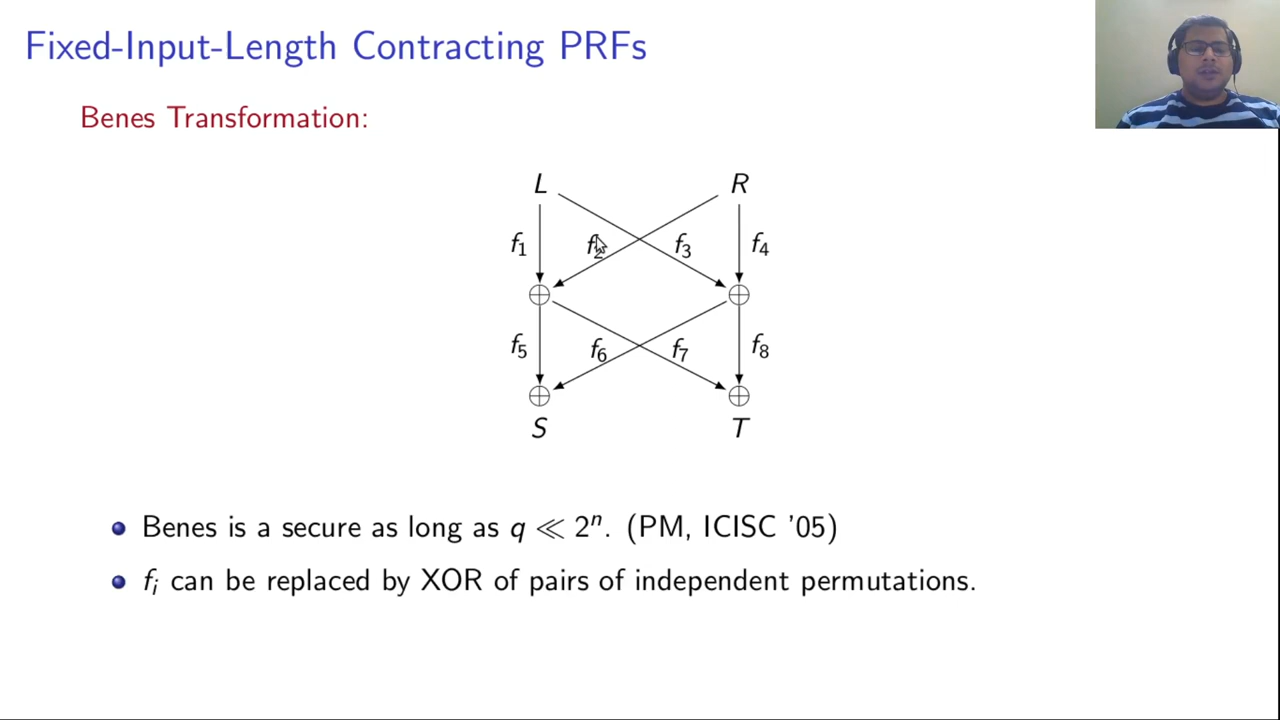 Fixed-Input-Length Contracting PRFs
Benes Transformation:
L R
f1 f2 f3 f4
⊕ ⊕
f5 f6 f7 f8
⊕ ⊕
S T
Benes is a secure as long as q ≪ 2ⁿ. (PM, ICISC '05)
fi can be replaced by XOR of pairs of independent permutations.